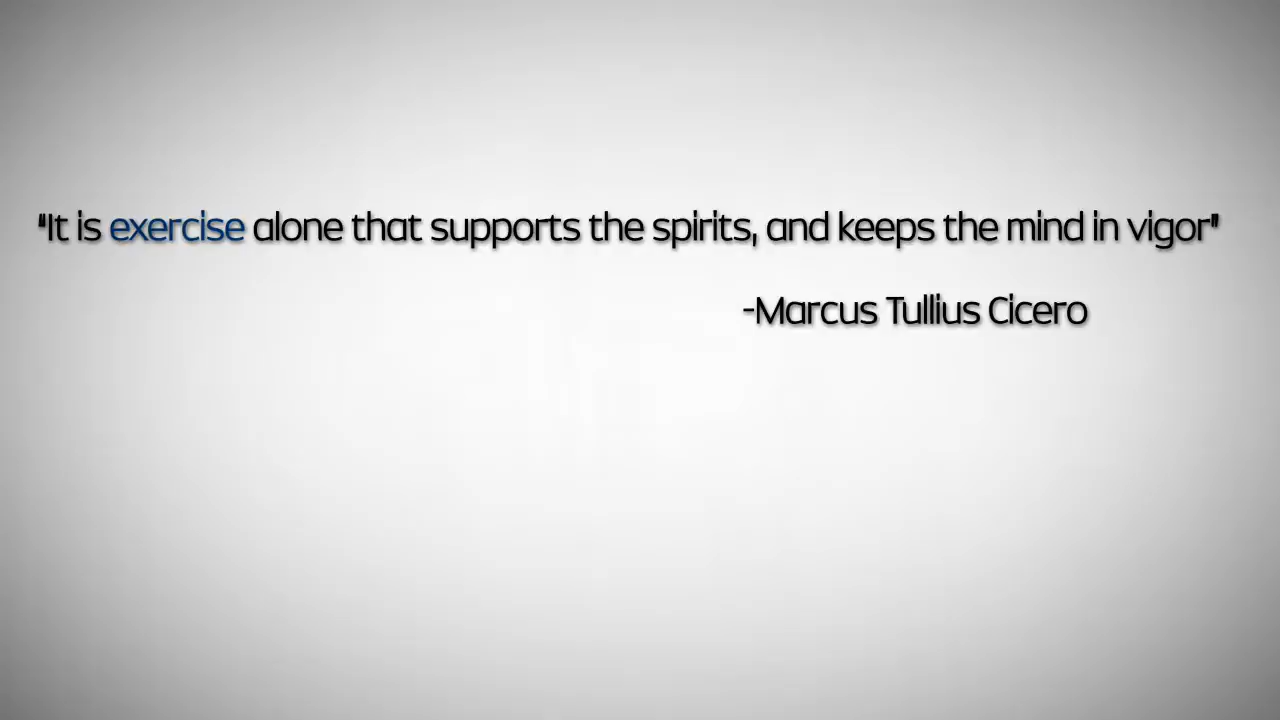 "It is exercise alone that supports the spirits, and keeps the mind in vigor"
-Marcus Tullius Cicero